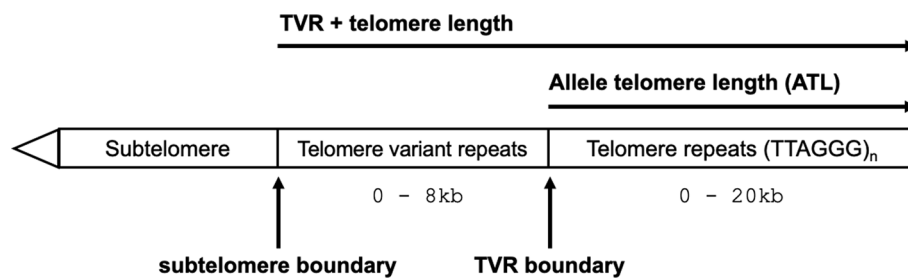 TVR + telomere length
Allele telomere length (ATL)
Subtelomere
Telomere variant repeats
Telomere repeats (TTAGGG)n
0 - 8kb
0 - 20kb
subtelomere boundary
TVR boundary